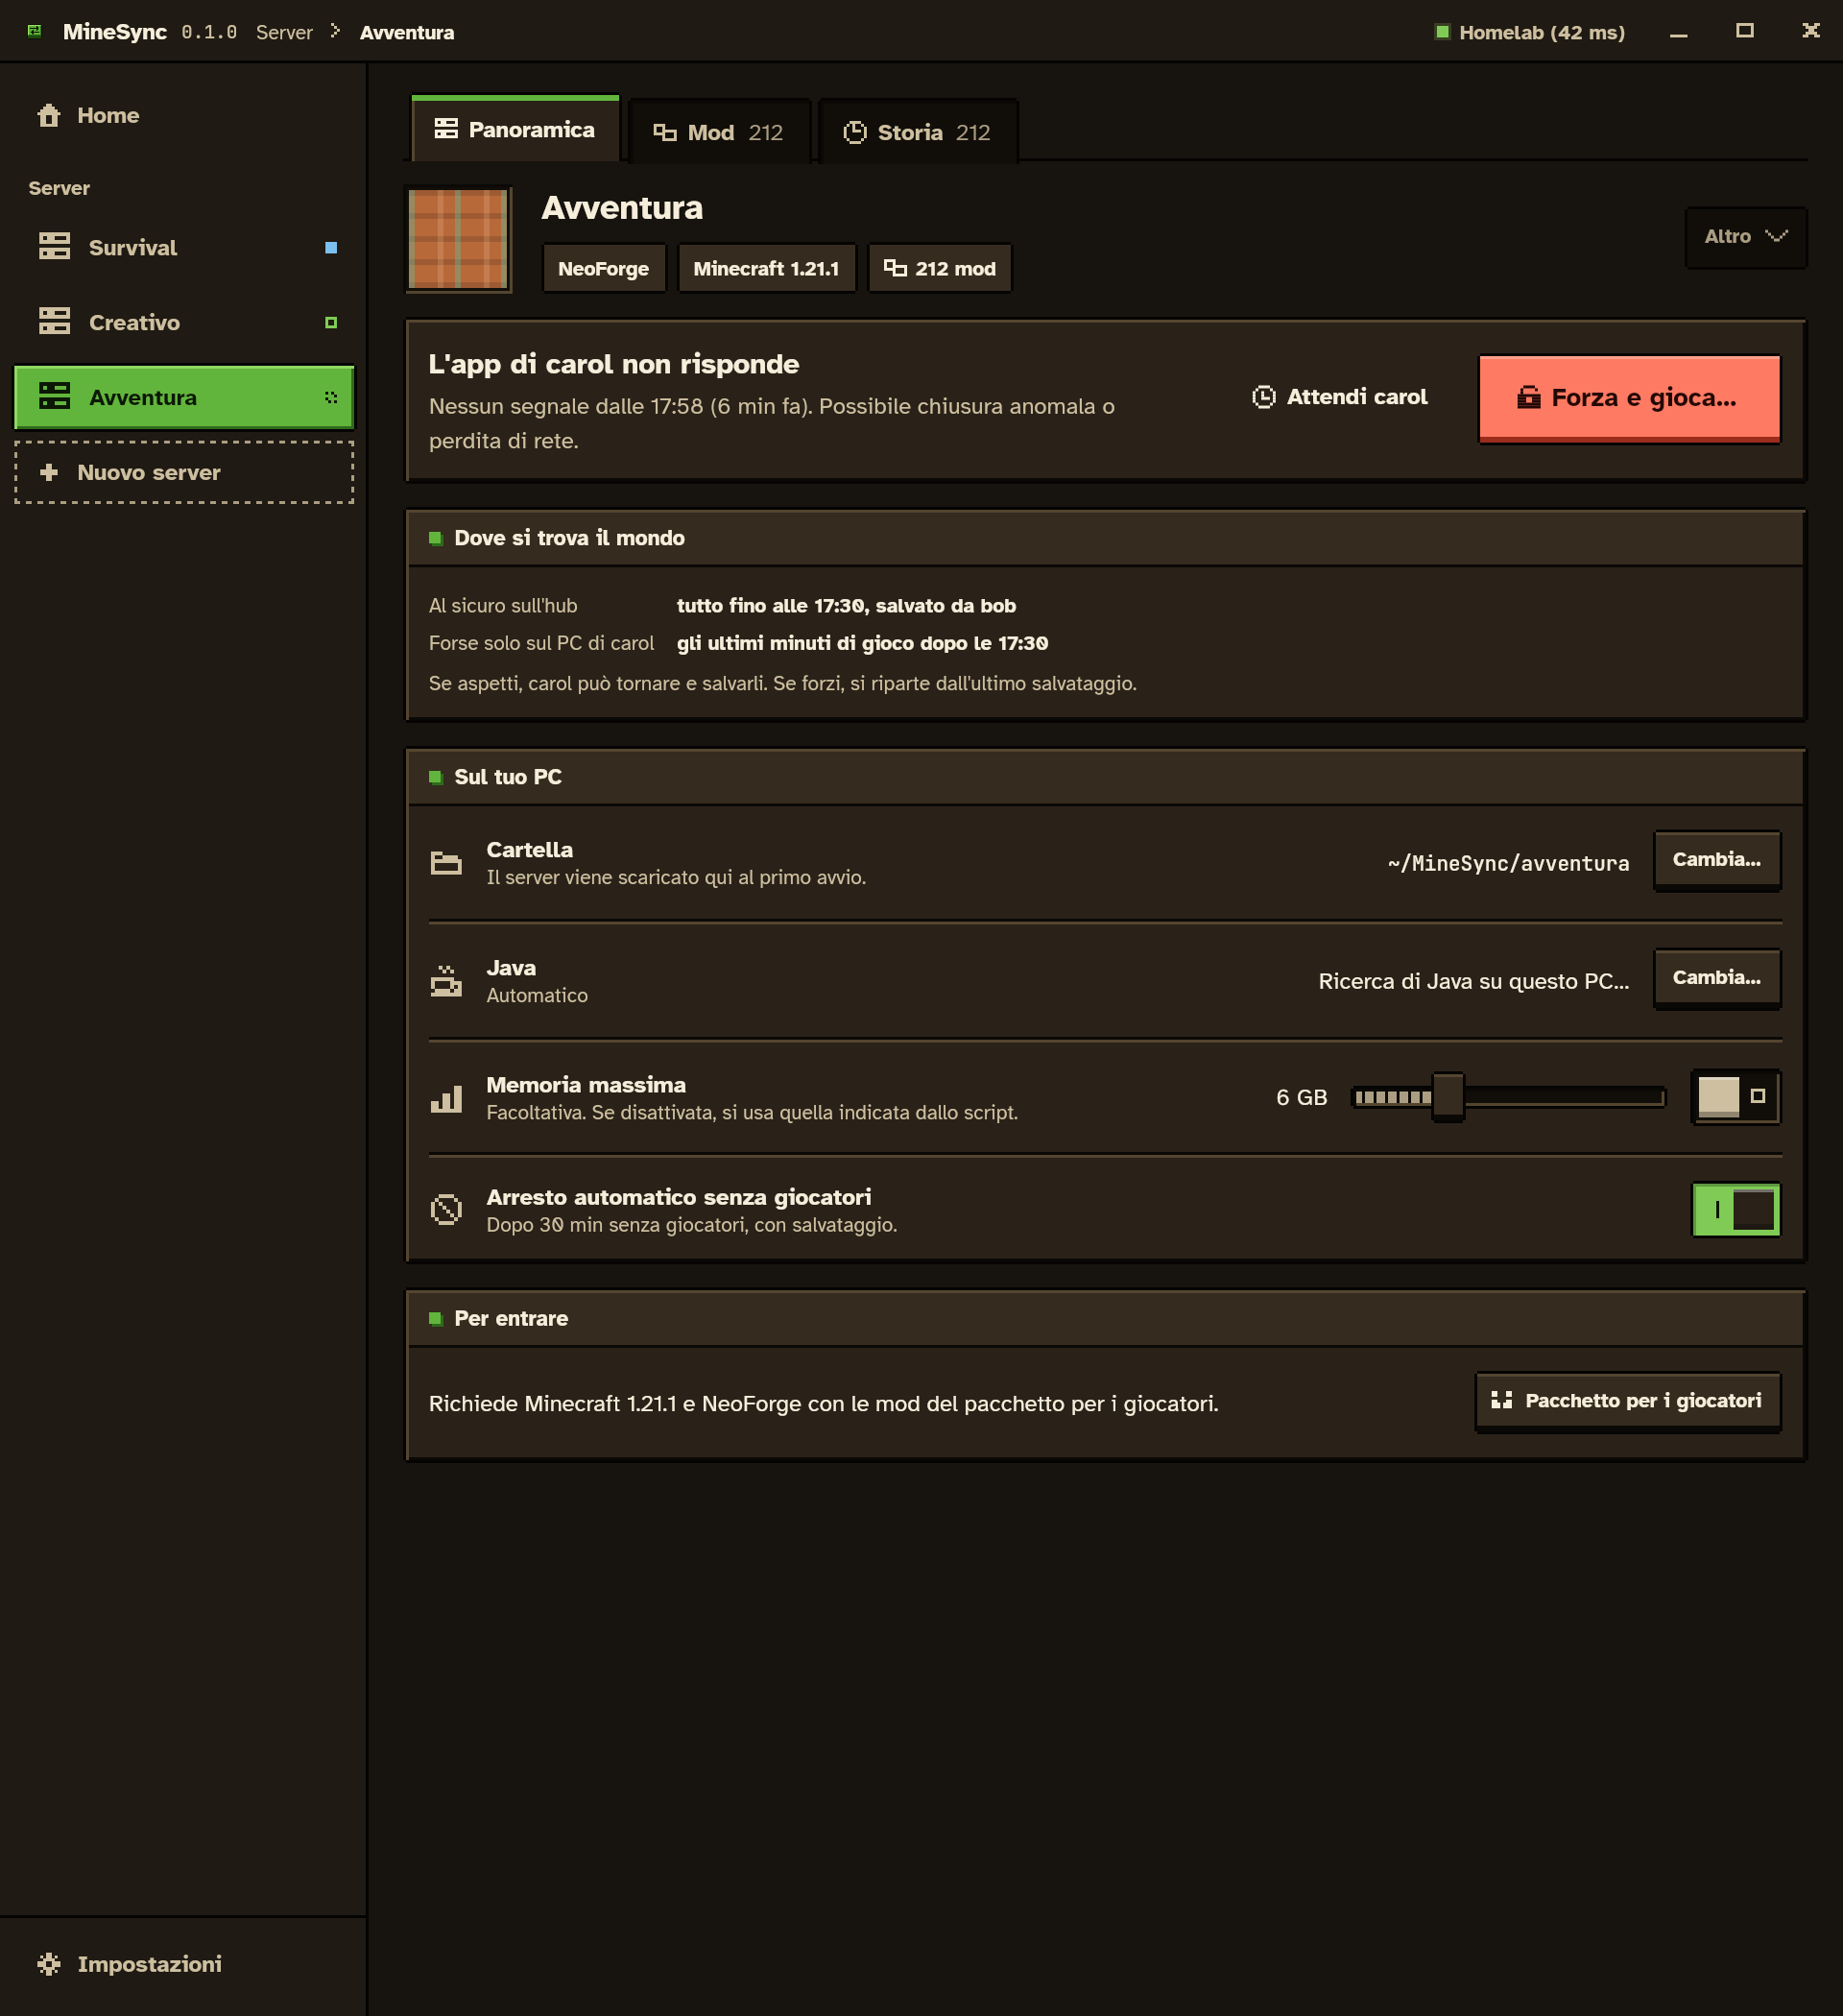 MineSync 0.1.0 Server Avventura
Homelab (42 ms)
Home
Server
Survival
Creativo
Avventura
Nuovo server
Impostazioni
Panoramica
Mod 212
Storia 212
Avventura
NeoForge
Minecraft 1.21.1
212 mod
Altro
L'app di carol non risponde
Nessun segnale dalle 17:58 (6 min fa). Possibile chiusura anomala o
perdita di rete.
Attendi carol
Forza e gioca...
Dove si trova il mondo
Al sicuro sull'hub tutto fino alle 17:30, salvato da bob
Forse solo sul PC di carol gli ultimi minuti di gioco dopo le 17:30
Se aspetti, carol può tornare e salvarli. Se forzi, si riparte dall'ultimo salvataggio.
Sul tuo PC
Cartella
Il server viene scaricato qui al primo avvio.
~/MineSync/avventura
Cambia...
Java
Automatico
Ricerca di Java su questo PC...
Cambia...
Memoria massima
Facoltativa. Se disattivata, si usa quella indicata dallo script.
6 GB
Arresto automatico senza giocatori
Dopo 30 min senza giocatori, con salvataggio.
Per entrare
Richiede Minecraft 1.21.1 e NeoForge con le mod del pacchetto per i giocatori.
Pacchetto per i giocatori